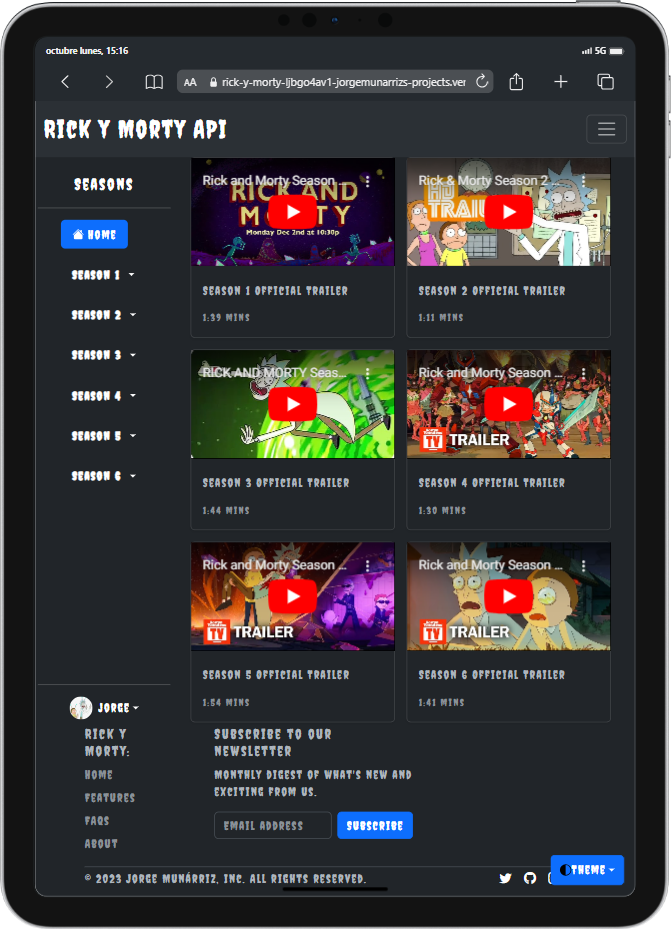 octubre lunes, 15:16
5G
AA
rick-y-morty-ljbgo4av1-jorgemunarrizs-projects.ver
RICK Y MORTY API
SEASONS
HOME
SEASON 1
SEASON 2
SEASON 3
SEASON 4
SEASON 5
SEASON 6
Rick and Morty Season ...
RICK AND
MORTY
Monday Dec 2nd at 10:30p
SEASON 1 OFFICIAL TRAILER
1:39 MINS
Rick & Morty Season 2 ...
HD
TRAIL
SEASON 2 OFFICIAL TRAILER
1:11 MINS
RICK AND MORTY Seas...
SEASON 3 OFFICIAL TRAILER
1:44 MINS
Rick and Morty Season ...
TV TRAILER
SEASON 4 OFFICIAL TRAILER
1:30 MINS
Rick and Morty Season ...
TV TRAILER
SEASON 5 OFFICIAL TRAILER
1:54 MINS
Rick and Morty Season ...
TV TRAILER
SEASON 6 OFFICIAL TRAILER
1:41 MINS
JORGE
RICK Y
MORTY:
HOME
FEATURES
FAQS
ABOUT
SUBSCRIBE TO OUR
NEWSLETTER
MONTHLY DIGEST OF WHAT'S NEW AND
EXCITING FROM US.
EMAIL ADDRESS
SUBSCRIBE
© 2023 JORGE MUNÁRRIZ, INC. ALL RIGHTS RESERVED.
THEME